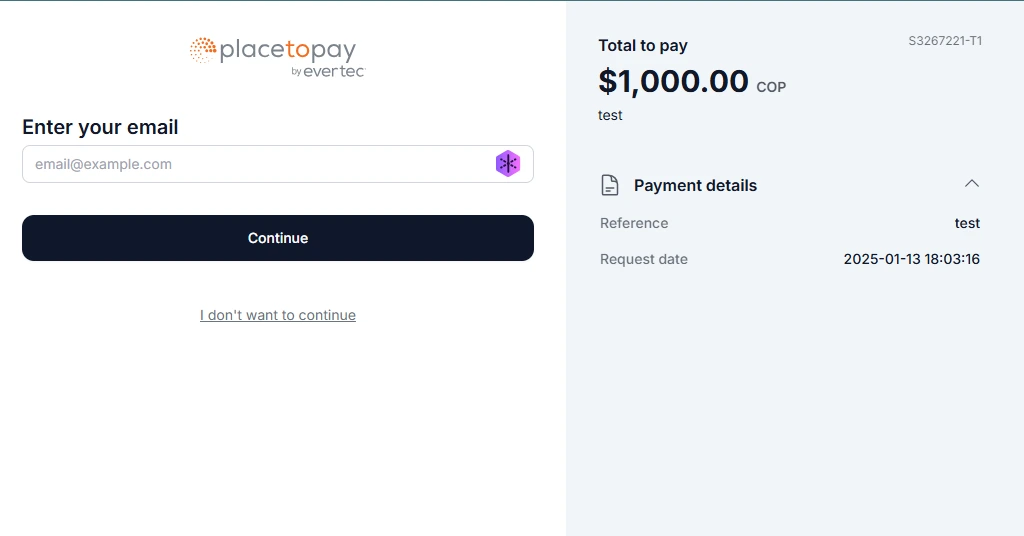 placetopay
by evertec
Enter your email
email@example.com
Continue
I don't want to continue
Total to pay
S3267221-T1
$1,000.00 COP
test
Payment details
Reference test
Request date 2025-01-13 18:03:16